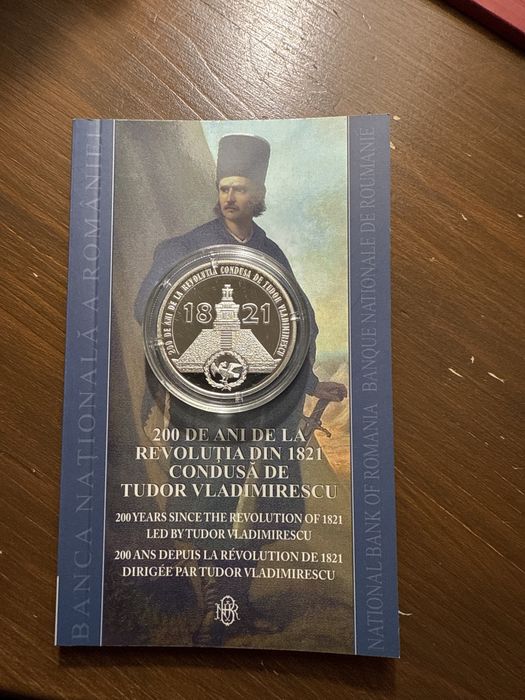 BANCA NAȚIONALĂ A ROMÂNIEI
200 DE ANI DE LA REVOLUȚIA CONDUSĂ DE TUDOR VLADIMIRESCU
1821
200 DE ANI DE LA
REVOLUȚIA DIN 1821
CONDUSĂ DE
TUDOR VLADIMIRESCU
200 YEARS SINCE THE REVOLUTION OF 1821
LED BY TUDOR VLADIMIRESCU
200 ANS DEPUIS LA RÉVOLUTION DE 1821
DIRIGÉE PAR TUDOR VLADIMIRESCU
NATIONAL BANK OF ROMANIA BANQUE NATIONALE DE ROUMANIE